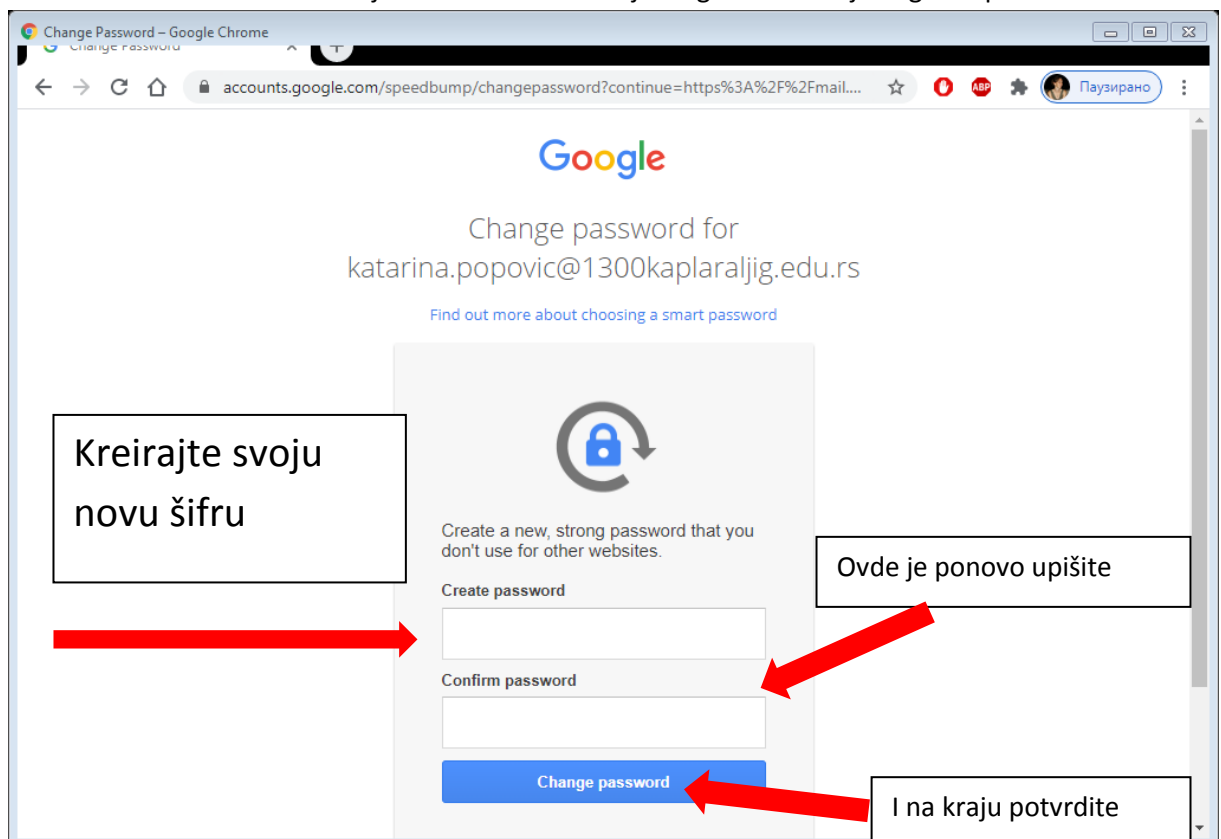 Change Password – Google Chrome
Change Password
accounts.google.com/speedbump/changepassword?continue=https%3A%2F%2Fmail....
ABP
Паузирано
Google
Change password for
katarina.popovic@1300kaplaraljig.edu.rs
Find out more about choosing a smart password
Kreirajte svoju
novu šifru
Create a new, strong password that you
don't use for other websites.
Ovde je ponovo upišite
Create password
Confirm password
Change password
I na kraju potvrdite